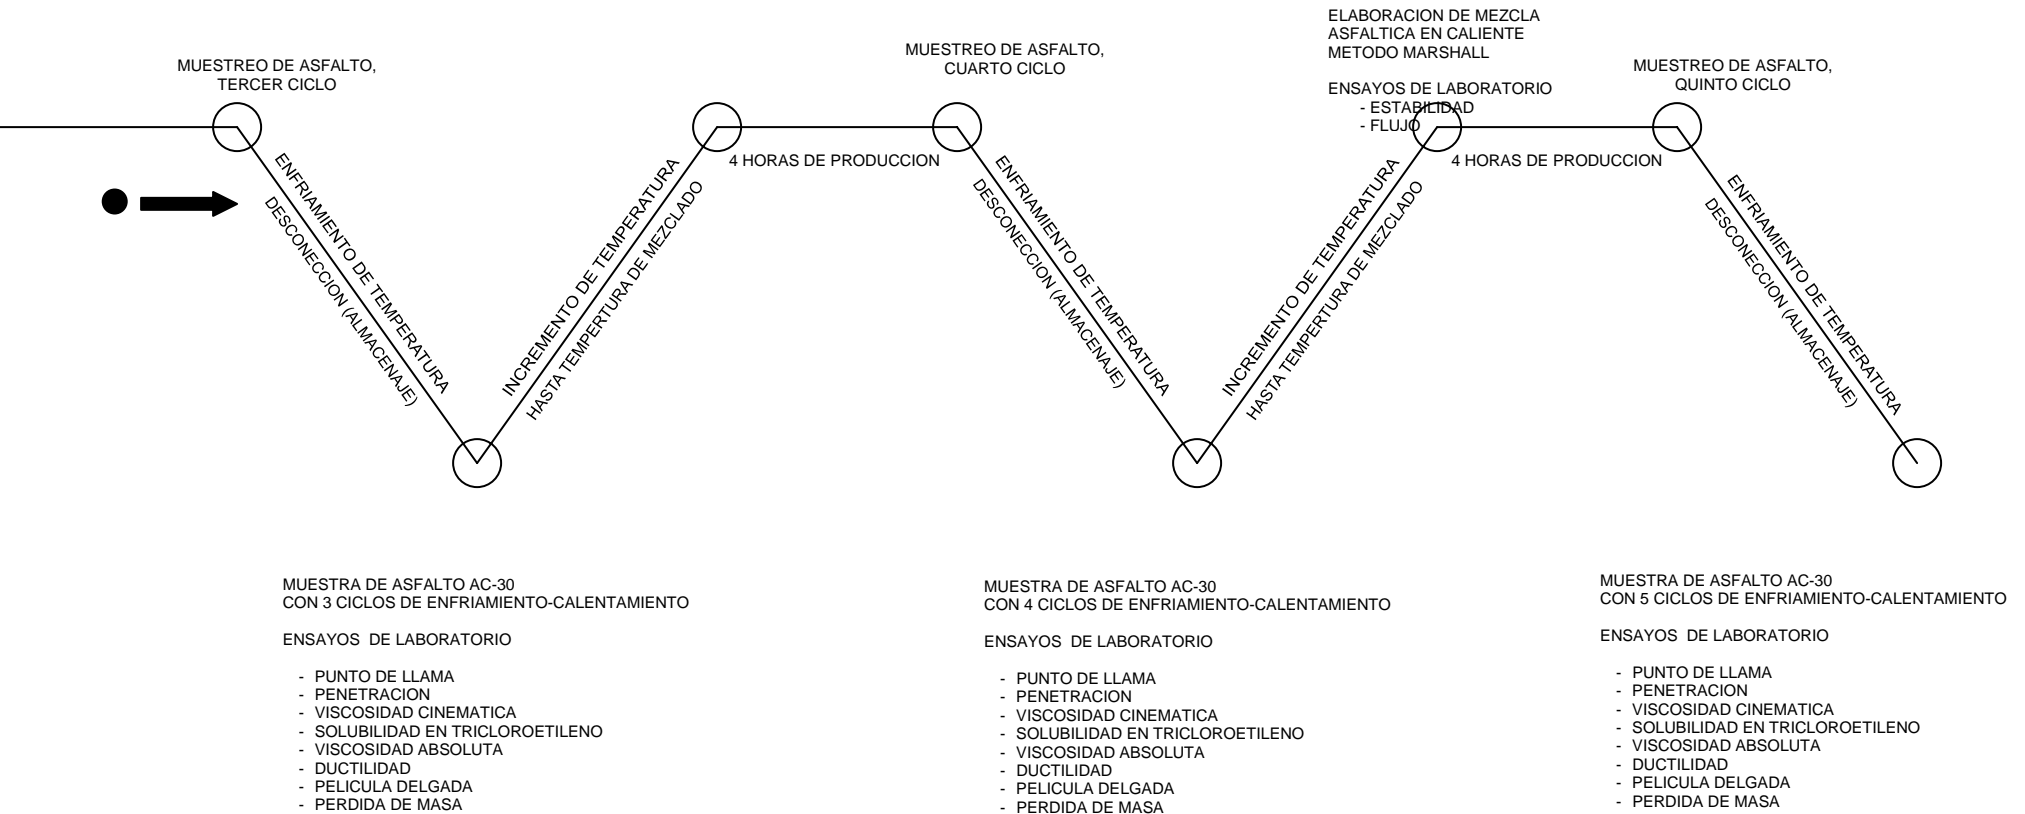 MUESTREO DE ASFALTO,
TERCER CICLO
MUESTREO DE ASFALTO,
CUARTO CICLO
ELABORACION DE MEZCLA
ASFALTICA EN CALIENTE
METODO MARSHALL
ENSAYOS DE LABORATORIO
- ESTABILIDAD
- FLUJO
MUESTREO DE ASFALTO,
QUINTO CICLO
ENFRIAMIENTO DE TEMPERATURA
DESCONECCION (ALMACENAJE)
INCREMENTO DE TEMPERATURA
HASTA TEMPERTURA DE MEZCLADO
4 HORAS DE PRODUCCION
ENFRIAMIENTO DE TEMPERATURA
DESCONECCION (ALMACENAJE)
INCREMENTO DE TEMPERATURA
HASTA TEMPERTURA DE MEZCLADO
4 HORAS DE PRODUCCION
ENFRIAMIENTO DE TEMPERATURA
DESCONECCION (ALMACENAJE)
MUESTRA DE ASFALTO AC-30
CON 3 CICLOS DE ENFRIAMIENTO-CALENTAMIENTO
ENSAYOS DE LABORATORIO
- PUNTO DE LLAMA
- PENETRACION
- VISCOSIDAD CINEMATICA
- SOLUBILIDAD EN TRICLOROETILENO
- VISCOSIDAD ABSOLUTA
- DUCTILIDAD
- PELICULA DELGADA
- PERDIDA DE MASA
MUESTRA DE ASFALTO AC-30
CON 4 CICLOS DE ENFRIAMIENTO-CALENTAMIENTO
ENSAYOS DE LABORATORIO
- PUNTO DE LLAMA
- PENETRACION
- VISCOSIDAD CINEMATICA
- SOLUBILIDAD EN TRICLOROETILENO
- VISCOSIDAD ABSOLUTA
- DUCTILIDAD
- PELICULA DELGADA
- PERDIDA DE MASA
MUESTRA DE ASFALTO AC-30
CON 5 CICLOS DE ENFRIAMIENTO-CALENTAMIENTO
ENSAYOS DE LABORATORIO
- PUNTO DE LLAMA
- PENETRACION
- VISCOSIDAD CINEMATICA
- SOLUBILIDAD EN TRICLOROETILENO
- VISCOSIDAD ABSOLUTA
- DUCTILIDAD
- PELICULA DELGADA
- PERDIDA DE MASA